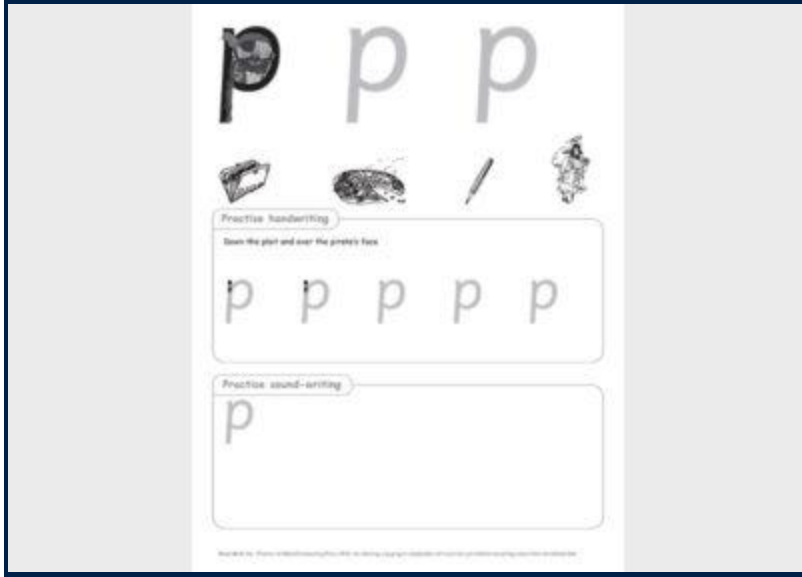 p p p
Practise handwriting
Down the plait and over the pirate's face
p p p p p
Practise sound-writing
p